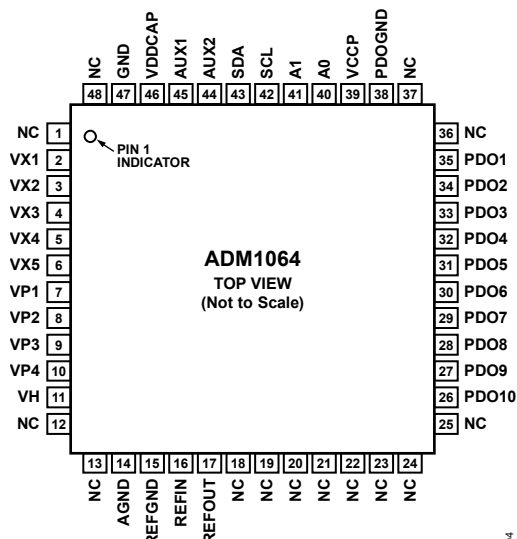 NC
GND
VDDCAP
AUX1
AUX2
SDA
SCL
A1
A0
VCCP
PDOGND
NC
48
47
46
45
44
43
42
41
40
39
38
37
NC 1
VX1 2
VX2 3
VX3 4
VX4 5
VX5 6
VP1 7
VP2 8
VP3 9
VP4 10
VH 11
NC 12
PIN 1
INDICATOR
ADM1064
TOP VIEW
(Not to Scale)
36 NC
35 PDO1
34 PDO2
33 PDO3
32 PDO4
31 PDO5
30 PDO6
29 PDO7
28 PDO8
27 PDO9
26 PDO10
25 NC
13
14
15
16
17
18
19
20
21
22
23
24
NC
AGND
REFGND
REFIN
REFOUT
NC
NC
NC
NC
NC
NC
NC